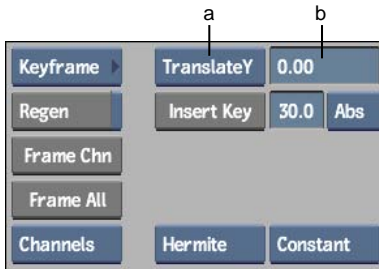 a b
Keyframe TranslateY 0.00
Regen Insert Key 30.0 Abs
Frame Chn
Frame All
Channels Hermite Constant